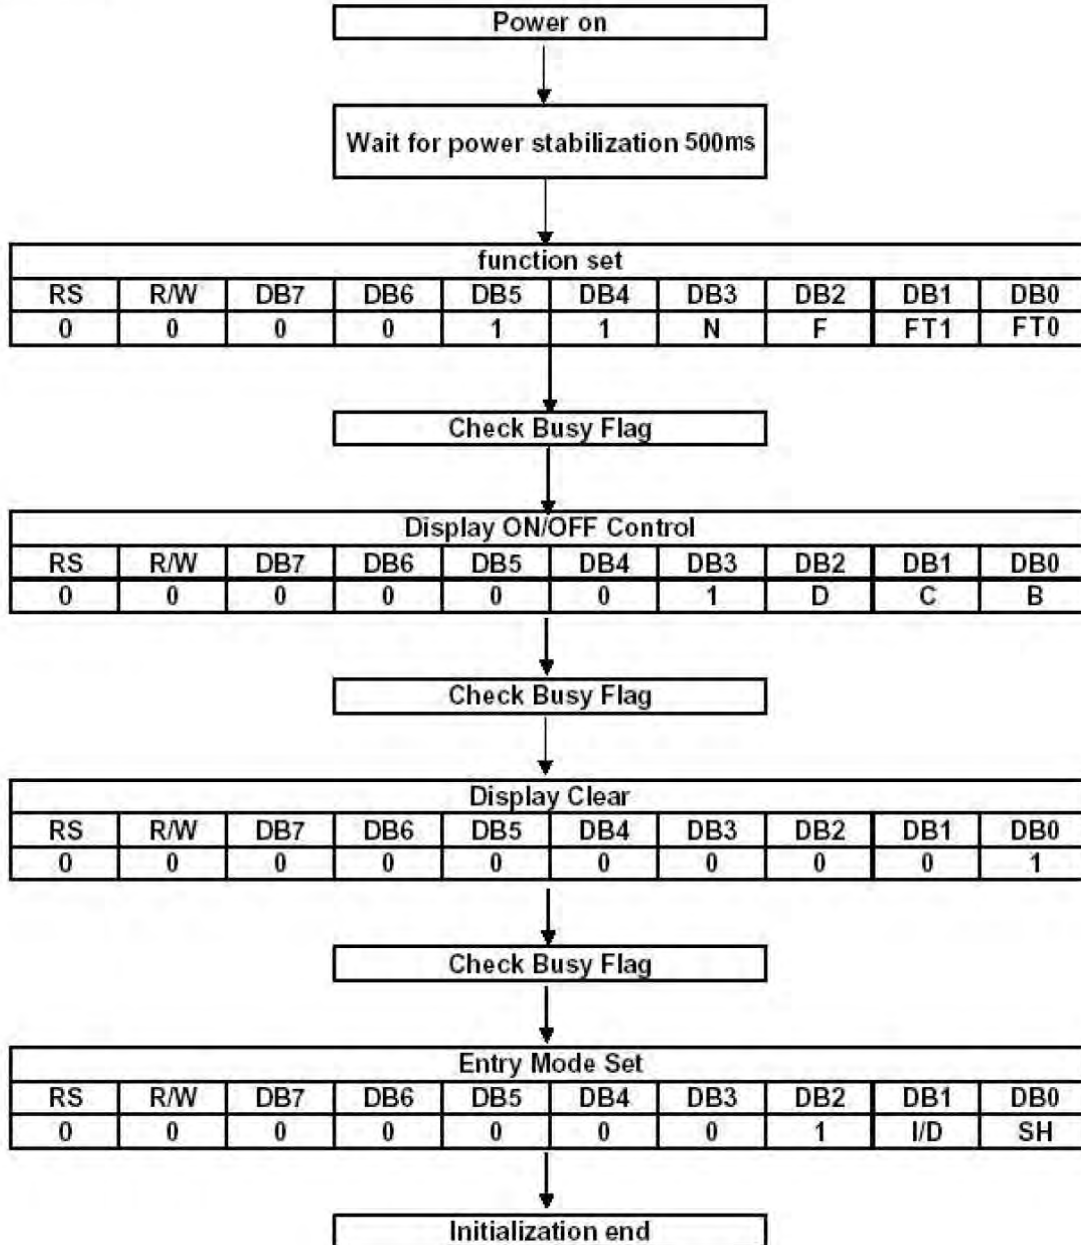 Power on
Wait for power stabilization 500ms
function set
RS R/W DB7 DB6 DB5 DB4 DB3 DB2 DB1 DB0
0 0 0 0 1 1 N F FT1 FT0
Check Busy Flag
Display ON/OFF Control
RS R/W DB7 DB6 DB5 DB4 DB3 DB2 DB1 DB0
0 0 0 0 0 0 1 D C B
Check Busy Flag
Display Clear
RS R/W DB7 DB6 DB5 DB4 DB3 DB2 DB1 DB0
0 0 0 0 0 0 0 0 0 1
Check Busy Flag
Entry Mode Set
RS R/W DB7 DB6 DB5 DB4 DB3 DB2 DB1 DB0
0 0 0 0 0 0 0 1 I/D SH
Initialization end